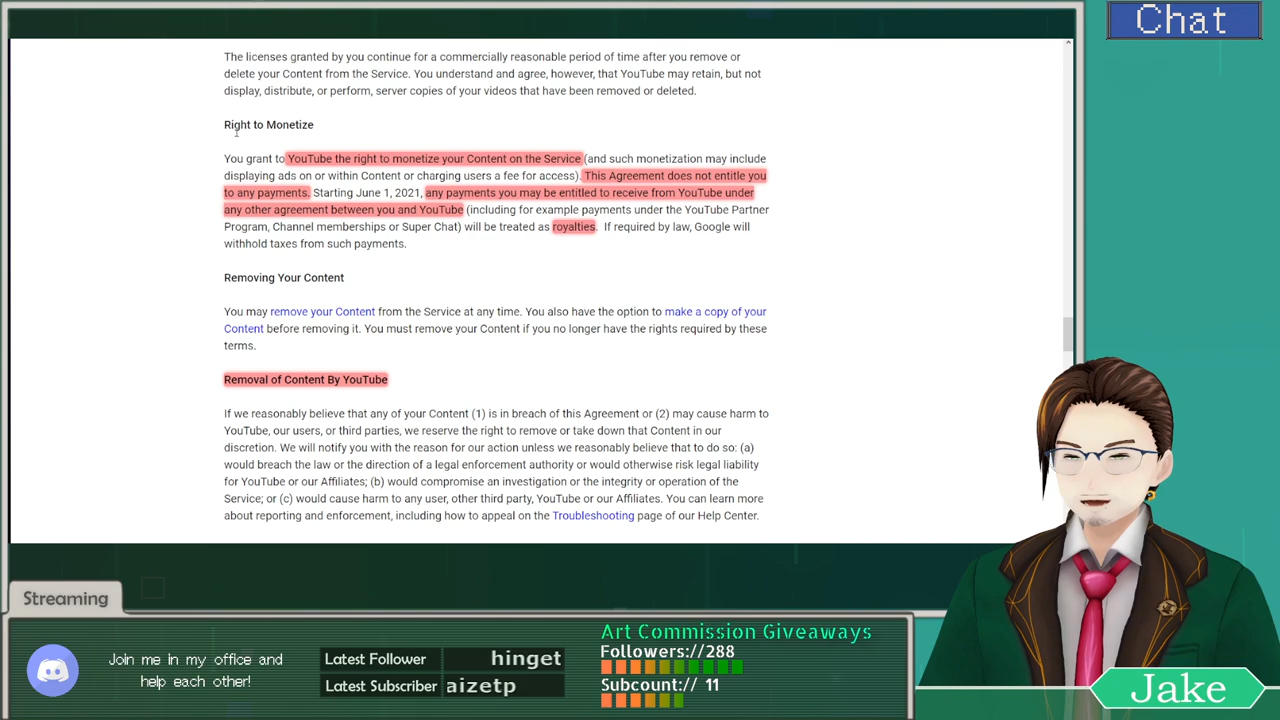 Chat
The licenses granted by you continue for a commercially reasonable period of time after you remove or
delete your Content from the Service. You understand and agree, however, that YouTube may retain, but not
display, distribute, or perform, server copies of your videos that have been removed or deleted.
Right to Monetize
You grant to YouTube the right to monetize your Content on the Service (and such monetization may include
displaying ads on or within Content or charging users a fee for access). This Agreement does not entitle you
to any payments. Starting June 1, 2021, any payments you may be entitled to receive from YouTube under
any other agreement between you and YouTube (including for example payments under the YouTube Partner
Program, Channel memberships or Super Chat) will be treated as royalties.  If required by law, Google will
withhold taxes from such payments.
Removing Your Content
You may remove your Content from the Service at any time. You also have the option to make a copy of your
Content before removing it. You must remove your Content if you no longer have the rights required by these
terms.
Removal of Content By YouTube
If we reasonably believe that any of your Content (1) is in breach of this Agreement or (2) may cause harm to
YouTube, our users, or third parties, we reserve the right to remove or take down that Content in our
discretion. We will notify you with the reason for our action unless we reasonably believe that to do so: (a)
would breach the law or the direction of a legal enforcement authority or would otherwise risk legal liability
for YouTube or our Affiliates; (b) would compromise an investigation or the integrity or operation of the
Service; or (c) would cause harm to any user, other third party, YouTube or our Affiliates. You can learn more
about reporting and enforcement, including how to appeal on the Troubleshooting page of our Help Center.
Streaming
Join me in my office and
help each other!
Latest Follower hinget
Latest Subscriber aizetp
Art Commission Giveaways
Followers://288
Subcount:// 11
Jake